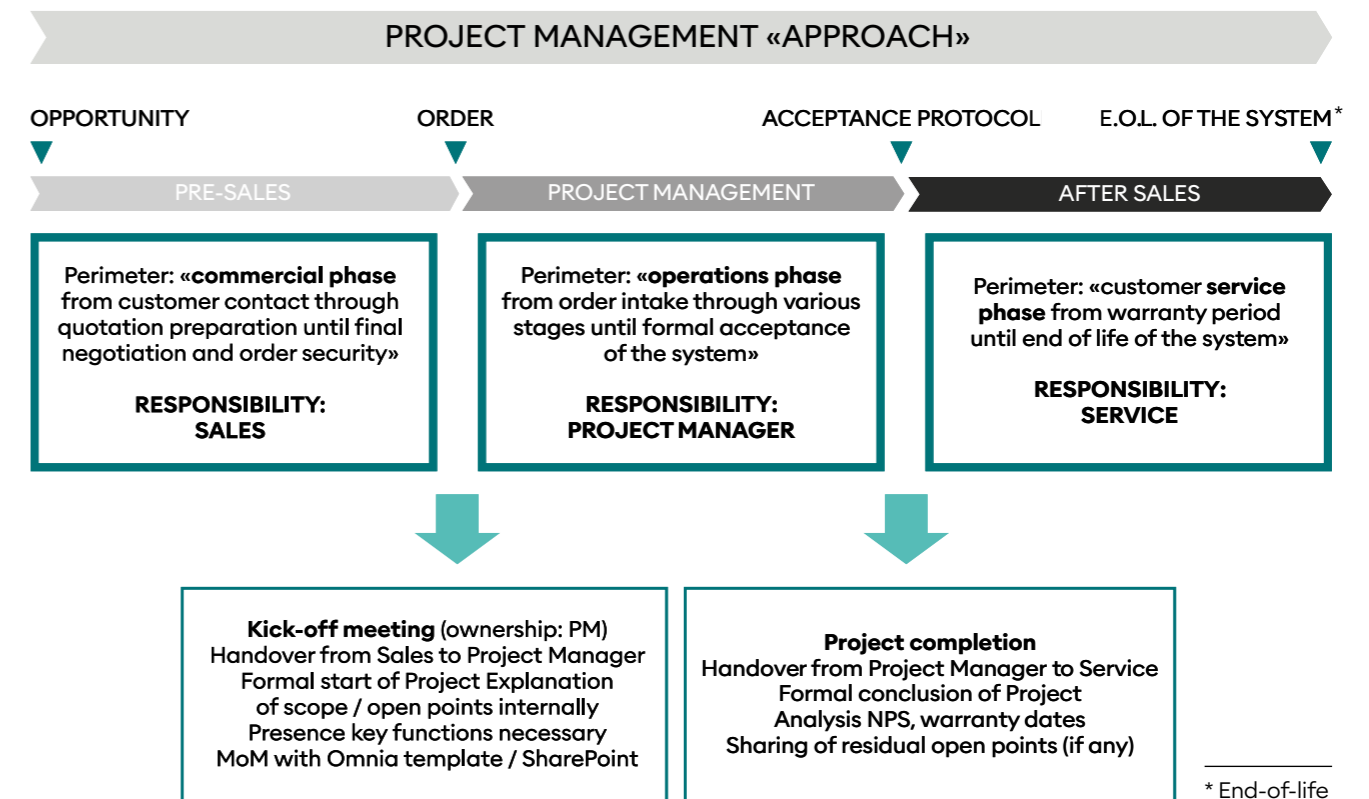 PROJECT MANAGEMENT «APPROACH»
OPPORTUNITY
ORDER
ACCEPTANCE PROTOCOL
E.O.L. OF THE SYSTEM*
PRE-SALES
PROJECT MANAGEMENT
AFTER SALES
Perimeter: «commercial phase
from customer contact through
quotation preparation until final
negotiation and order security»
RESPONSIBILITY:
SALES
Perimeter: «operations phase
from order intake through various
stages until formal acceptance
of the system»
RESPONSIBILITY:
PROJECT MANAGER
Perimeter: «customer service
phase from warranty period
until end of life of the system»
RESPONSIBILITY:
SERVICE
Kick-off meeting (ownership: PM)
Handover from Sales to Project Manager
Formal start of Project Explanation
of scope / open points internally
Presence key functions necessary
MoM with Omnia template / SharePoint
Project completion
Handover from Project Manager to Service
Formal conclusion of Project
Analysis NPS, warranty dates
Sharing of residual open points (if any)
* End-of-life